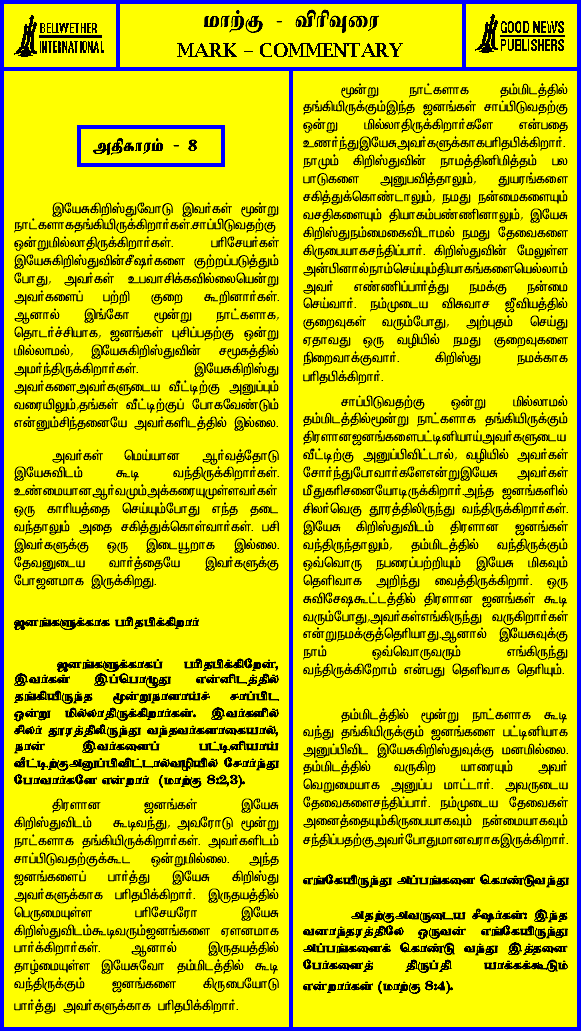 BELWETHER
INTERNATIONAL
மாற்கு - விரிவுரை
MARK – COMMENTARY
GOOD NEWS
PUBLISHERS
அதிகாரம் - 8
இயேசுகிறிஸ்துவோடு இவர்கள் மூன்று
நாட்களாகதங்கியிருக்கிறார்கள்.சாப்பிடுவதற்கு
ஒன்றுமில்லாதிருக்கிறார்கள். பரிசேயர்கள்
இயேசுகிறிஸ்துவின்சீஷர்களை குற்றப்படுத்தும்
போது, அவர்கள் உபவாசிக்கவில்லையென்று
அவர்களைப் பற்றி குறை கூறினார்கள்.
ஆனால் இங்கோ மூன்று நாட்களாக,
தொடர்ச்சியாக, ஜனங்கள் புசிப்பதற்கு ஒன்று
மில்லாமல், இயேசுகிறிஸ்துவின் சமூகத்தில்
அமர்ந்திருக்கிறார்கள். இயேசுகிறிஸ்து
அவர்களைஅவர்களுடைய வீட்டிற்கு அனுப்பும்
வரையிலும்,தங்கள் வீட்டிற்குப் போகவேண்டும்
என்னும்சிந்தனையே அவர்களிடத்தில் இல்லை.
அவர்கள் மெய்யான ஆர்வத்தோடு
இயேசுவிடம் கூடி வந்திருக்கிறார்கள்.
உண்மையானஆர்வமும்அக்கரையுமுள்ளவர்கள்
ஒரு காரியத்தை செய்யும்போது எந்த தடை
வந்தாலும் அதை சகித்துக்கொள்வார்கள். பசி
இவர்களுக்கு ஒரு இடையூறாக இல்லை.
தேவனுடைய வார்த்தையே இவர்களுக்கு
போஜனமாக இருக்கிறது.
ஜனங்களுக்காக பரிதபிக்கிறார்
ஜனங்களுக்காகப் பரிதபிக்கிறேன்,
இவர்கள் இப்பொழுது என்னிடத்தில்
தங்கியிருந்த மூன்றுநாளாய்ச் சாப்பிட
ஒன்று மில்லாதிருக்கிறார்கள். இவர்களில்
சிலர் தூரத்திலிருந்து வந்தவர்களாகையால்,
நான் இவர்களைப் பட்டினியாய்
வீட்டிற்குஅனுப்பிவிட்டால்வழியில் சோர்ந்து
போவார்களே என்றார் (மாற்கு 8:2,3).
திரளான ஜனங்கள் இயேசு
கிறிஸ்துவிடம் கூடிவந்து, அவரோடு மூன்று
நாட்களாக தங்கியிருக்கிறார்கள். அவர்களிடம்
சாப்பிடுவதற்குக்கூட ஒன்றுமில்லை. அந்த
ஜனங்களைப் பார்த்து இயேசு கிறிஸ்து
அவர்களுக்காக பரிதபிக்கிறார். இருதயத்தில்
பெருமையுள்ள பரிசேயரோ இயேசு
கிறிஸ்துவிடம்கூடிவரும்ஜனங்களை ஏளனமாக
பார்க்கிறார்கள். ஆனால் இருதயத்தில்
தாழ்மையுள்ள இயேசுவோ தம்மிடத்தில் கூடி
வந்திருக்கும் ஜனங்களை கிருபையோடு
பார்த்து அவர்களுக்காக பரிதபிக்கிறார்.
மூன்று நாட்களாக தம்மிடத்தில்
தங்கியிருக்கும்இந்த ஜனங்கள் சாப்பிடுவதற்கு
ஒன்று மில்லாதிருக்கிறார்களே என்பதை
உணர்ந்துஇயேசுஅவர்களுக்காகபரிதபிக்கிறார்.
நாமும் கிறிஸ்துவின் நாமத்தினிமித்தம் பல
பாடுகளை அனுபவித்தாலும், துயரங்களை
சகித்துக்கொண்டாலும், நமது நன்மைகளையும்
வசதிகளையும் தியாகம்பண்ணினாலும், இயேசு
கிறிஸ்துநம்மைகைவிடாமல் நமது தேவைகளை
கிருபையாகசந்திப்பார். கிறிஸ்துவின் மேலுள்ள
அன்பினால்நாம்செய்யும்தியாகங்களையெல்லாம்
அவர் எண்ணிப்பார்த்து நமக்கு நன்மை
செய்வார். நம்முடைய விசுவாச ஜீவியத்தில்
குறைவுகள் வரும்போது, அற்புதம் செய்து
ஏதாவது ஒரு வழியில் நமது குறைவுகளை
நிறைவாக்குவார். கிறிஸ்து நமக்காக
பரிதபிக்கிறார்.
சாப்பிடுவதற்கு ஒன்று மில்லாமல்
தம்மிடத்தில்மூன்று நாட்களாக தங்கியிருக்கும்
திரளானஜனங்களைபட்டினியாய்அவர்களுடைய
வீட்டிற்கு அனுப்பிவிட்டால், வழியில் அவர்கள்
சோர்ந்துபோவார்களேஎன்றுஇயேசு அவர்கள்
மீதுகரிசனையோடிருக்கிறார்.அந்த ஜனங்களில்
சிலர்வெகு தூரத்திலிருந்து வந்திருக்கிறார்கள்.
இயேசு கிறிஸ்துவிடம் திரளான ஜனங்கள்
வந்திருந்தாலும், தம்மிடத்தில் வந்திருக்கும்
ஒவ்வொரு நபரைப்பற்றியும் இயேசு மிகவும்
தெளிவாக அறிந்து வைத்திருக்கிறார். ஒரு
சுவிசேஷகூட்டத்தில் திரளான ஜனங்கள் கூடி
வரும்போது,அவர்கள்எங்கிருந்து வருகிறார்கள்
என்றுநமக்குத்தெரியாது.ஆனால் இயேசுவுக்கு
நாம் ஒவ்வொருவரும் எங்கிருந்து
வந்திருக்கிறோம் என்பது தெளிவாக தெரியும்.
தம்மிடத்தில் மூன்று நாட்களாக கூடி
வந்து தங்கியிருக்கும் ஜனங்களை பட்டினியாக
அனுப்பிவிட இயேசுகிறிஸ்துவுக்கு மனமில்லை.
தம்மிடத்தில் வருகிற யாரையும் அவர்
வெறுமையாக அனுப்ப மாட்டார். அவருடைய
தேவைகளைசந்திப்பார். நம்முடைய தேவைகள்
அனைத்தையும்கிருபையாகவும் நன்மையாகவும்
சந்திப்பதற்குஅவர்போதுமானவராகஇருக்கிறார்.
எங்கேயிருந்து அப்பங்களை கொண்டுவந்து
அதற்குஅவருடைய சீஷர்கள்: இந்த
வனாந்தரத்திலே ஒருவன் எங்கேயிருந்து
அப்பங்களைக் கொண்டு வந்து இத்தனை
பேர்களைத் திருப்தி யாக்கக்கூடும்
என்றார்கள் (மாற்கு 8:4).